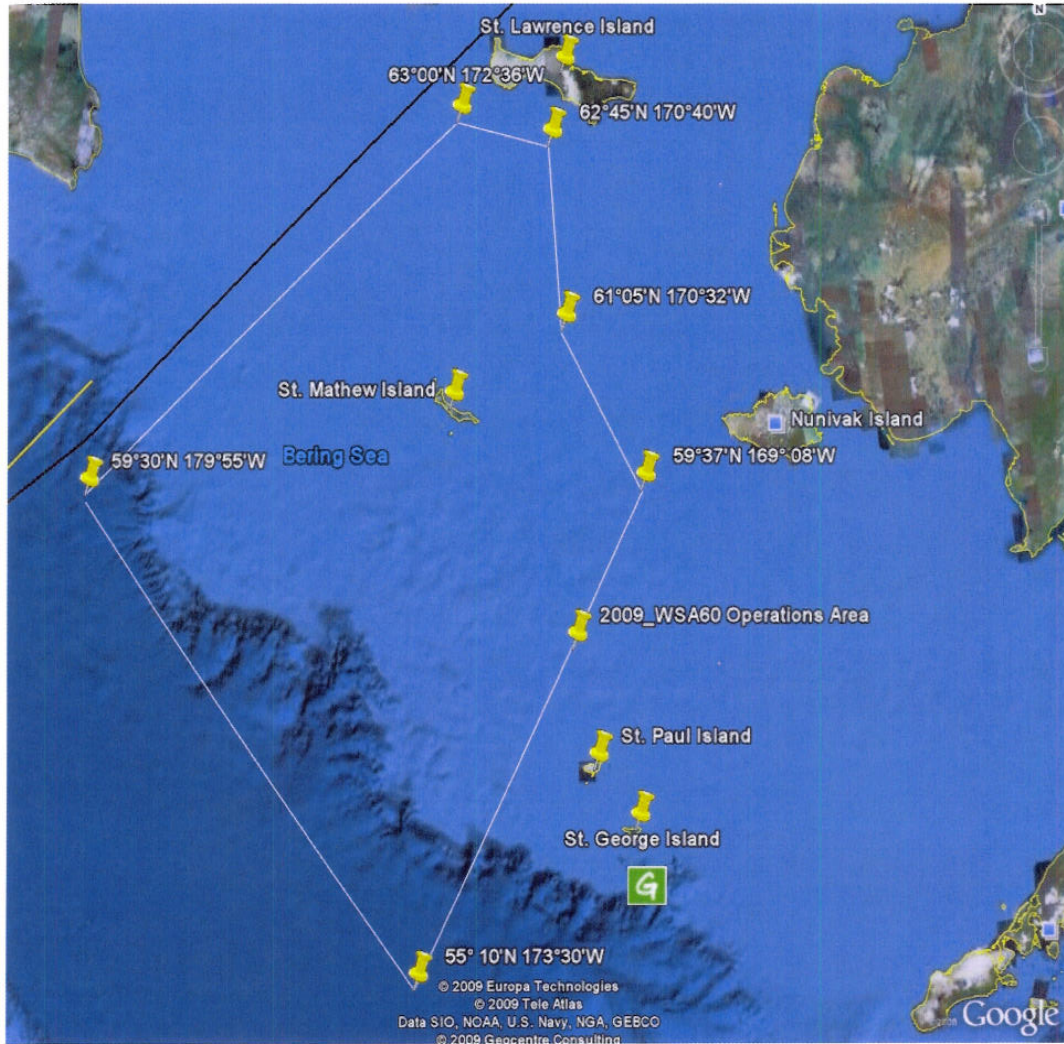 N
St. Lawrence Island
63°00'N 172°36'W
62°45'N 170°40'W
61°05'N 170°32'W
St. Mathew Island
Nunivak Island
59°30'N 179°55'W
Bering Sea
59°37'N 169° 08'W
2009_WSA60 Operations Area
St. Paul Island
St. George Island
G
55° 10'N 173°30'W
© 2009 Europa Technologies
© 2009 Tele Atlas
Data SIO, NOAA, U.S. Navy, NGA, GEBCO
© 2009 Geocentre Consulting
Google